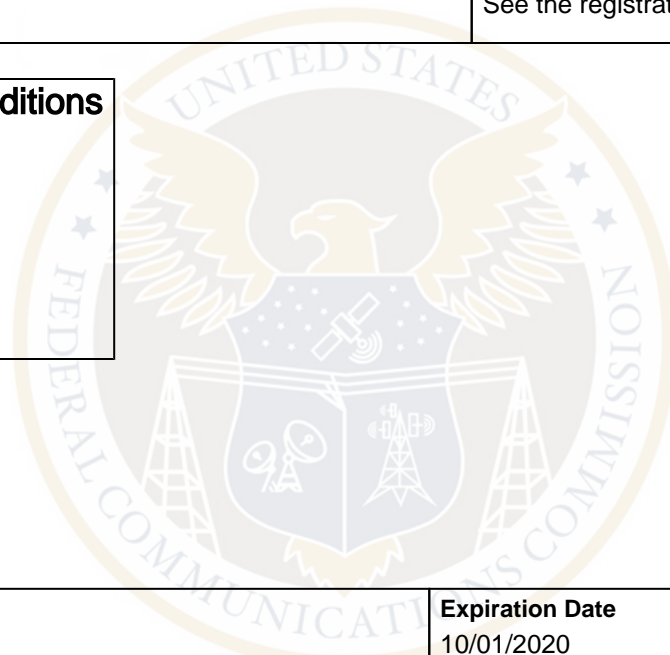 See the registrat
ditions
UNITED STATES
FEDERAL COMMUNICATIONS COMMISSION
Expiration Date
10/01/2020